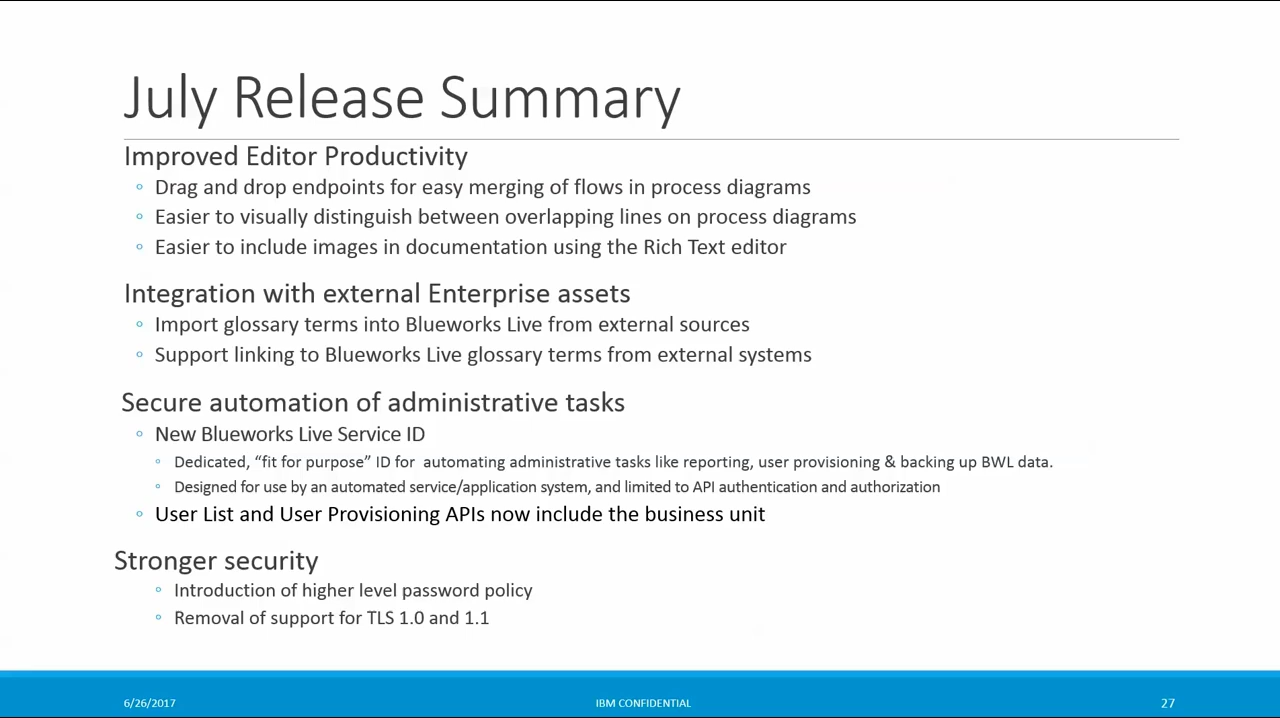 July Release Summary
Improved Editor Productivity
◦ Drag and drop endpoints for easy merging of flows in process diagrams
◦ Easier to visually distinguish between overlapping lines on process diagrams
◦ Easier to include images in documentation using the Rich Text editor
Integration with external Enterprise assets
◦ Import glossary terms into Blueworks Live from external sources
◦ Support linking to Blueworks Live glossary terms from external systems
Secure automation of administrative tasks
◦ New Blueworks Live Service ID
◦ Dedicated, “fit for purpose” ID for automating administrative tasks like reporting, user provisioning & backing up BWL data.
◦ Designed for use by an automated service/application system, and limited to API authentication and authorization
◦ User List and User Provisioning APIs now include the business unit
Stronger security
◦ Introduction of higher level password policy
◦ Removal of support for TLS 1.0 and 1.1
6/26/2017 IBM CONFIDENTIAL 27